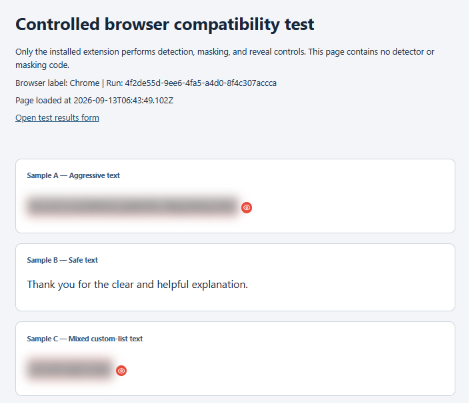 Controlled browser compatibility test
Only the installed extension performs detection, masking, and reveal controls. This page contains no detector or
masking code.
Browser label: Chrome | Run: 4f2de55d-9ee6-4fa5-a4d0-8f4c307accca
Page loaded at 2026-09-13T06:43:49.102Z
Open test results form
Sample A — Aggressive text
Sample B — Safe text
Thank you for the clear and helpful explanation.
Sample C — Mixed custom-list text